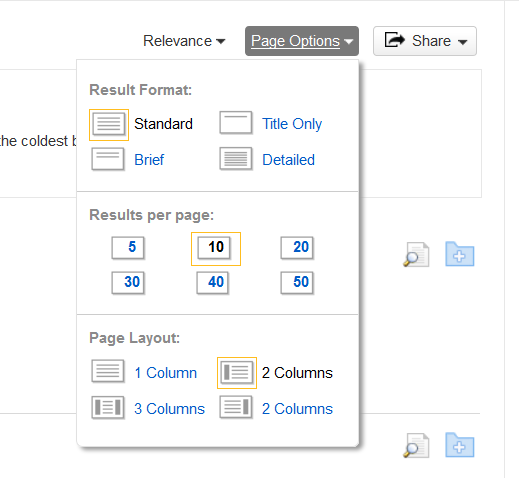 Relevance Page Options Share
Result Format:
Standard Title Only
the coldest
Brief Detailed
Results per page:
5 10 20
30 40 50
Page Layout:
1 Column 2 Columns
3 Columns 2 Columns